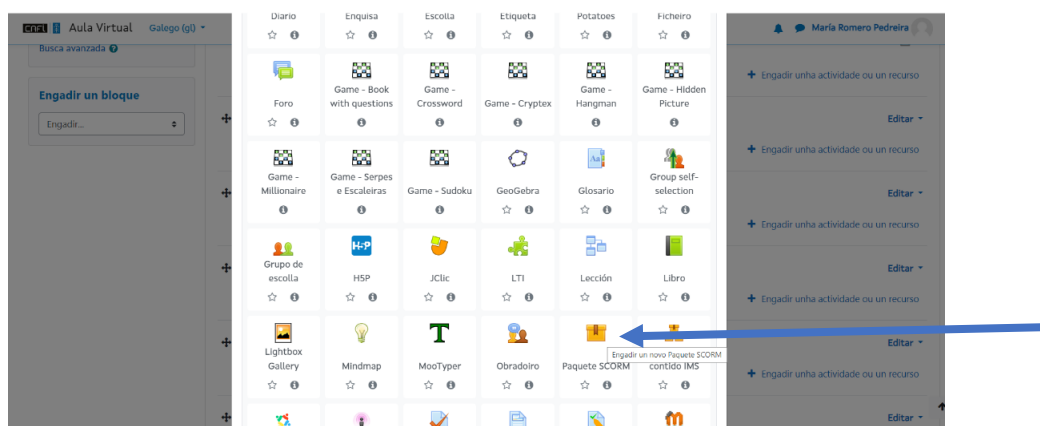 Aula Virtual Galego (gl)
María Romero Pedreira
Busca avanzada
Engadir un bloque
Engadir...
Diario Enquisa Escolla Etiqueta Potatoes Ficheiro
Foro
Game - Book
with questions
Game -
Crossword
Game - Cryptex
Game -
Hangman
Game - Hidden
Picture
Game -
Millionaire
Game - Serpes
e Escaleiras
Game - Sudoku
GeoGebra
Aa
Glosario
Group self-
selection
Grupo de
escolla
H-P
H5P
JClic
LTI
Lección
Libro
Lightbox
Gallery
Mindmap
T
MooTyper
Obradoiro
Paquete SCORM
contido IMS
Engadir un novo Paquete SCORM
+ Engadir unha actividade ou un recurso
Editar
+ Engadir unha actividade ou un recurso
Editar
+ Engadir unha actividade ou un recurso
Editar
+ Engadir unha actividade ou un recurso
Editar
+ Engadir unha actividade ou un recurso
Editar